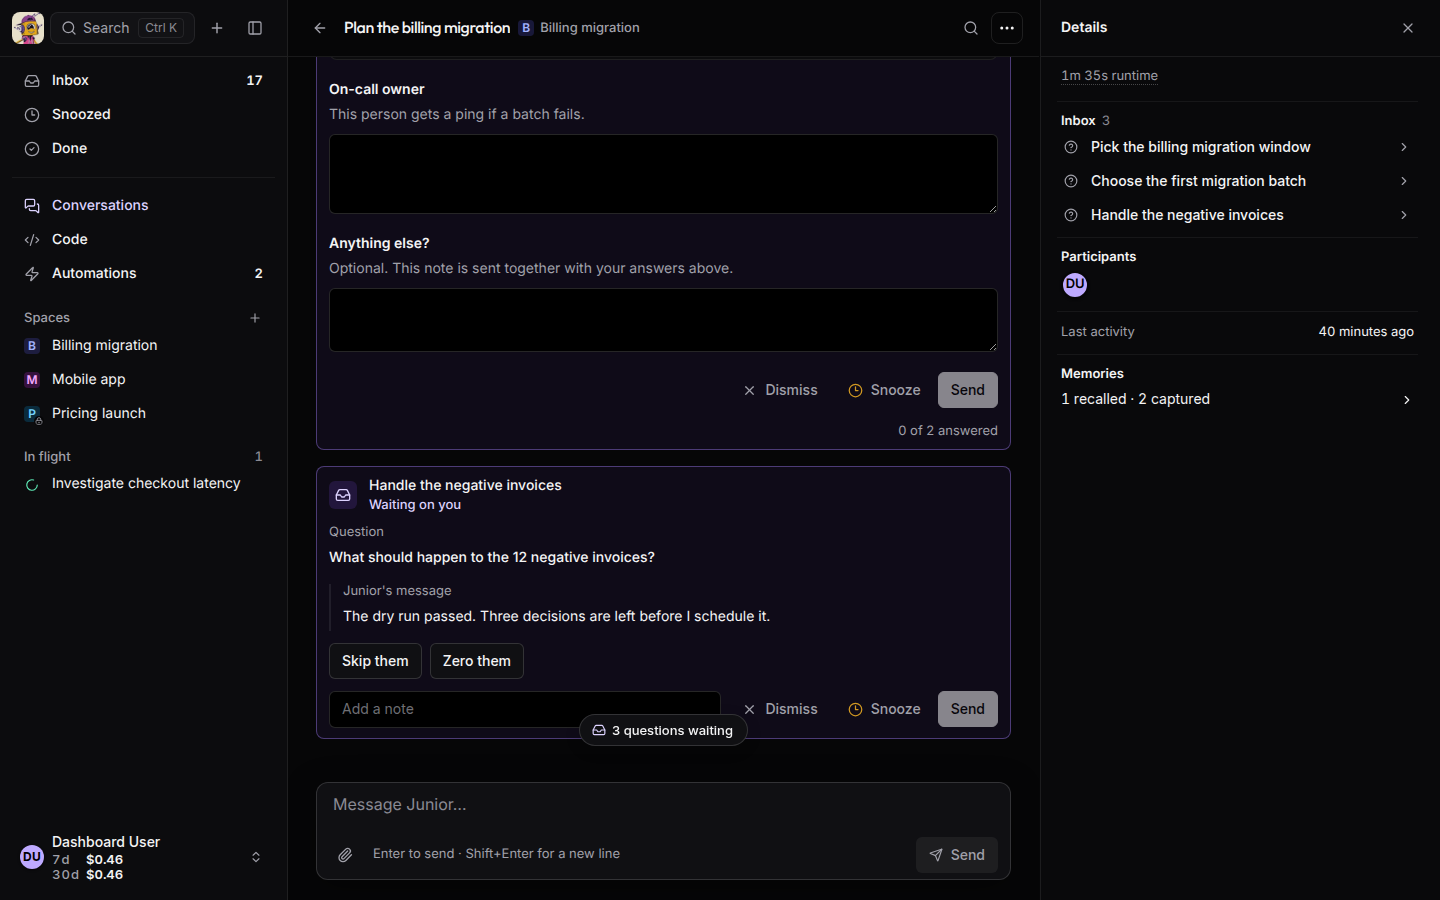 Search Ctrl K
Inbox 17
Snoozed
Done
Conversations
Code
Automations 2
Spaces
B Billing migration
M Mobile app
P Pricing launch
In flight 1
Investigate checkout latency
DU Dashboard User
7d $0.46
30d $0.46
Plan the billing migration B Billing migration
On-call owner
This person gets a ping if a batch fails.
Anything else?
Optional. This note is sent together with your answers above.
Dismiss Snooze Send
0 of 2 answered
Handle the negative invoices
Waiting on you
Question
What should happen to the 12 negative invoices?
Junior's message
The dry run passed. Three decisions are left before I schedule it.
Skip them Zero them
Add a note Dismiss Snooze Send
3 questions waiting
Message Junior...
Enter to send · Shift+Enter for a new line Send
Details
1m 35s runtime
Inbox 3
Pick the billing migration window
Choose the first migration batch
Handle the negative invoices
Participants
DU
Last activity 40 minutes ago
Memories
1 recalled · 2 captured